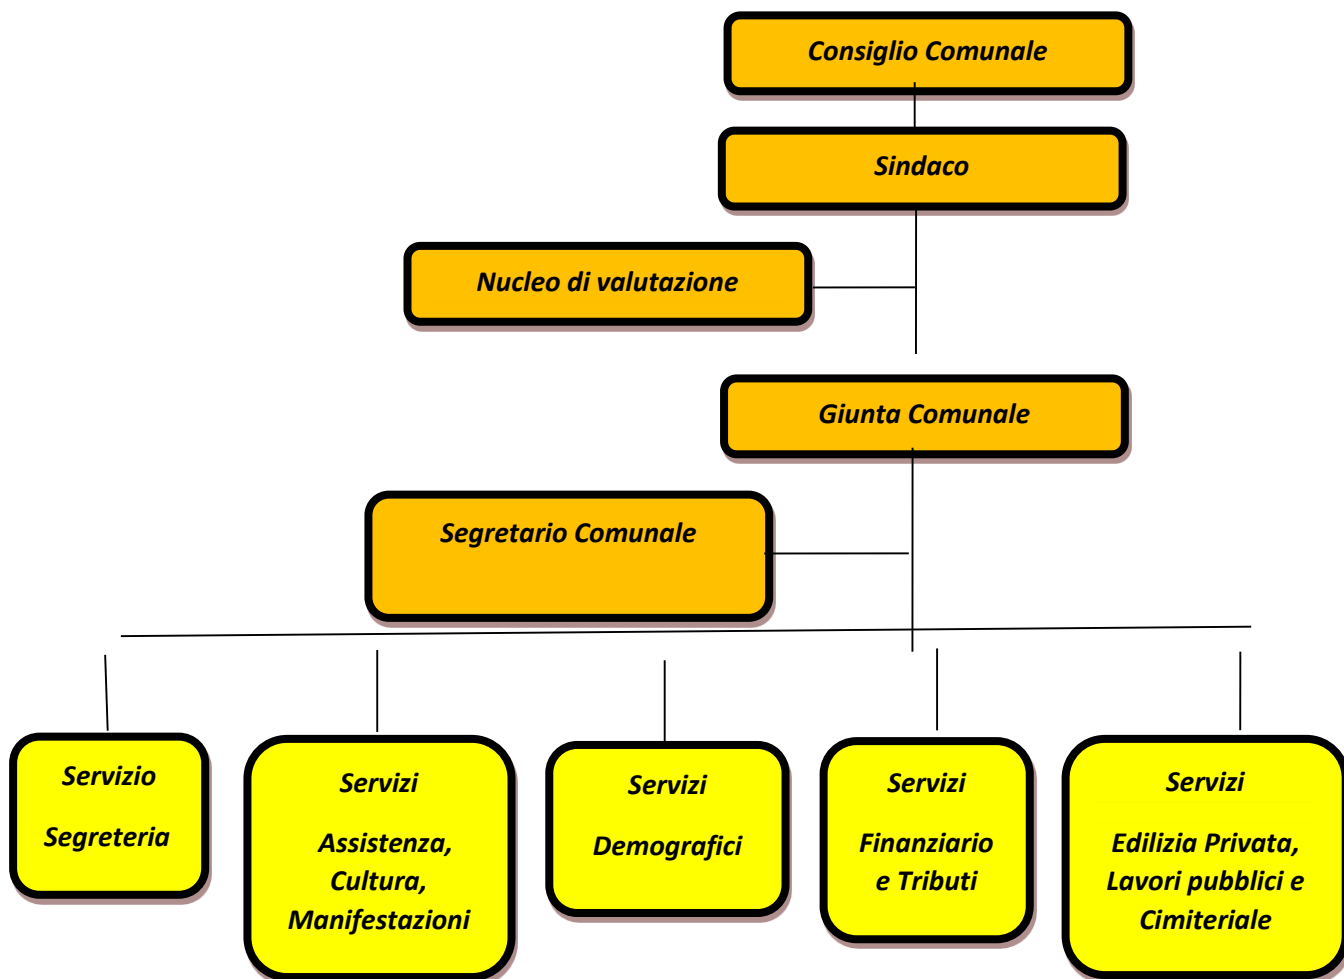 Consiglio Comunale
Sindaco
Nucleo di valutazione
Giunta Comunale
Segretario Comunale
Servizio
Segreteria
Servizi
Assistenza,
Cultura,
Manifestazioni
Servizi
Demografici
Servizi
Finanziario
e Tributi
Servizi
Edilizia Privata,
Lavori pubblici e
Cimiteriale